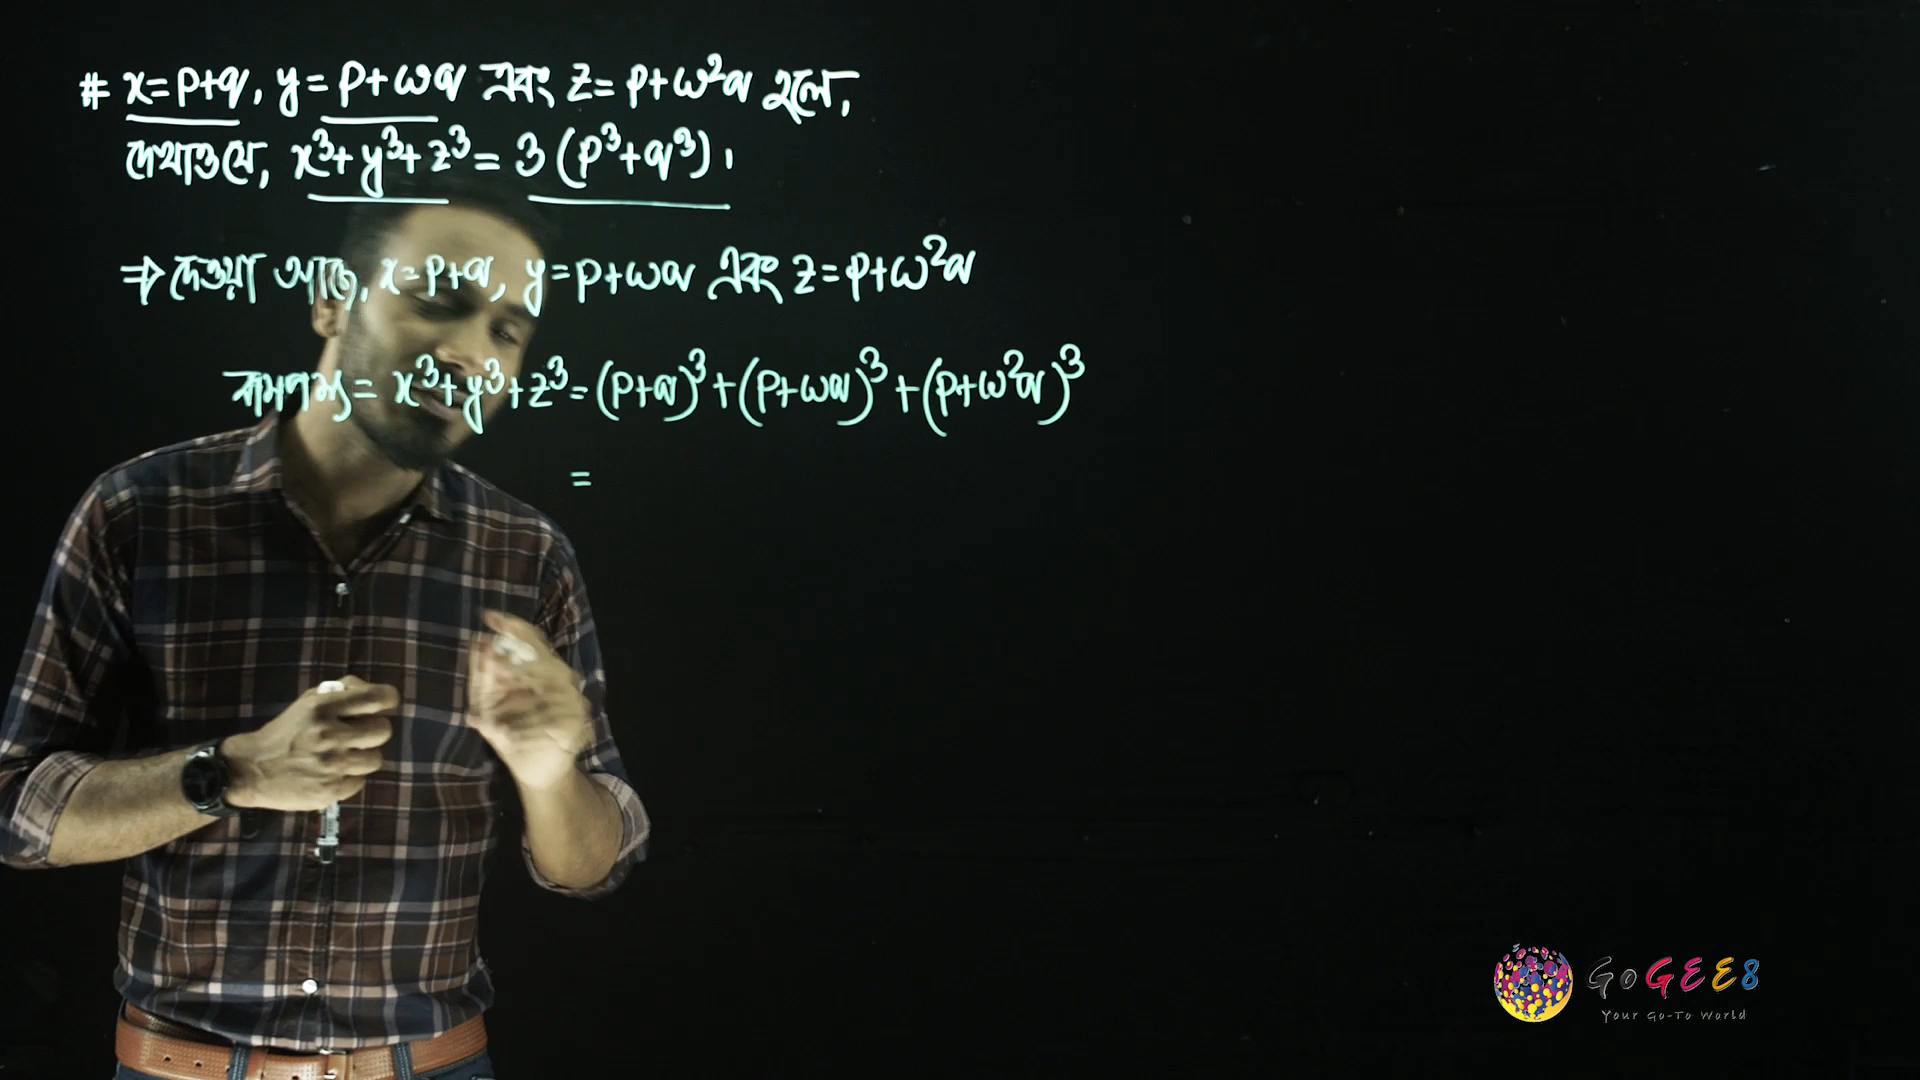 # x=p+q, y=p+ωq এবং z=p+ω²q হলে,
দেখাও যে, x³+y³+z³=3(p³+q³)।
⇒ দেওয়া আছে, x=p+q, y=p+ωq এবং z=p+ω²q
বামপক্ষ= x³+y³+z³=(p+q)³+(p+ωq)³+(p+ω²q)³
=
GoGEE8
Your Go-To World